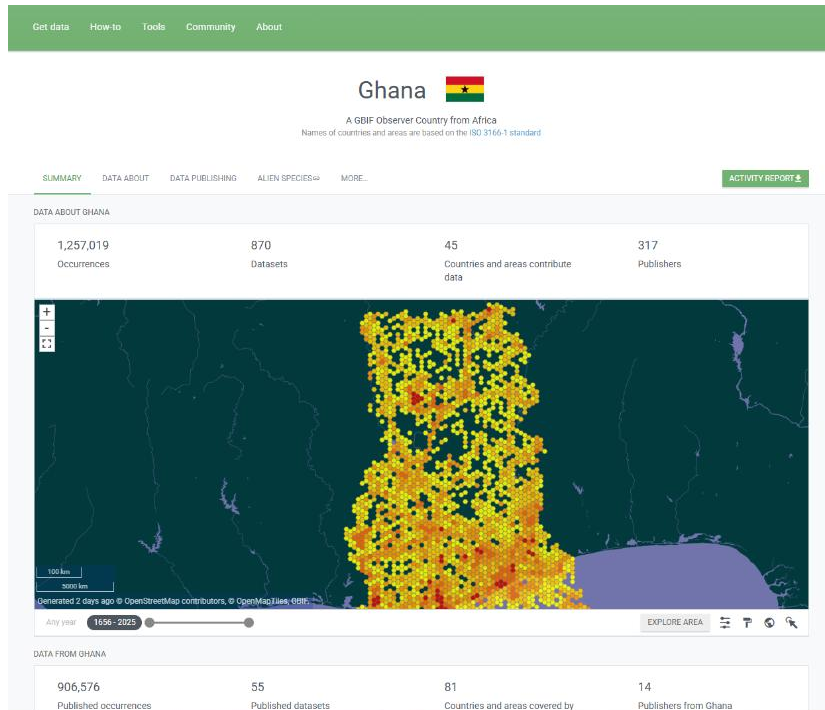 Get data How-to Tools Community About
Ghana
A GBIF Observer Country from Africa
Names of countries and areas are based on the ISO 3166-1 standard
SUMMARY DATA ABOUT DATA PUBLISHING ALIEN SPECIES MORE... ACTIVITY REPORT
DATA ABOUT GHANA
1,257,019 870 45 317
Occurrences Datasets Countries and areas contribute Publishers
data
+
-
100 km
5000 km
Generated 2 days ago © OpenStreetMap contributors, © OpenMapTiles, GBIF.
Any year 1656 - 2025 EXPLORE AREA
DATA FROM GHANA
906,576 55 81 14
Published occurrences Published datasets Countries and areas covered by Publishers from Ghana